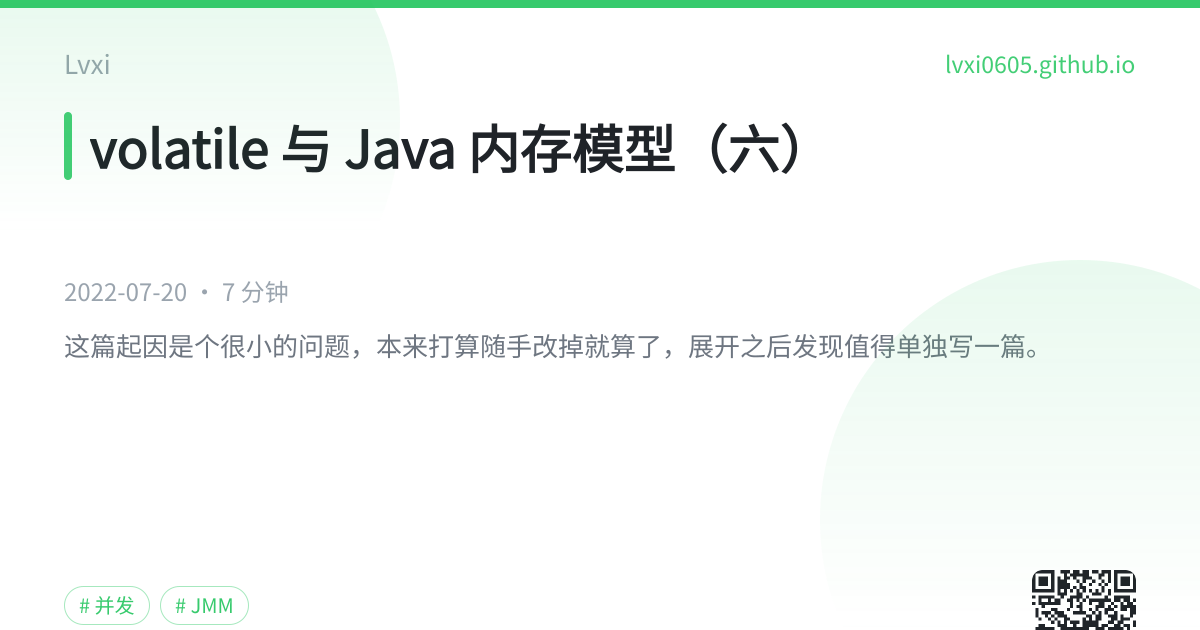 Lvxi
lvxi0605.github.io
volatile 与 Java 内存模型（六）
2022-07-20 · 7 分钟
这篇起因是个很小的问题，本来打算随手改掉就算了，展开之后发现值得单独写一篇。
# 并发
# JMM